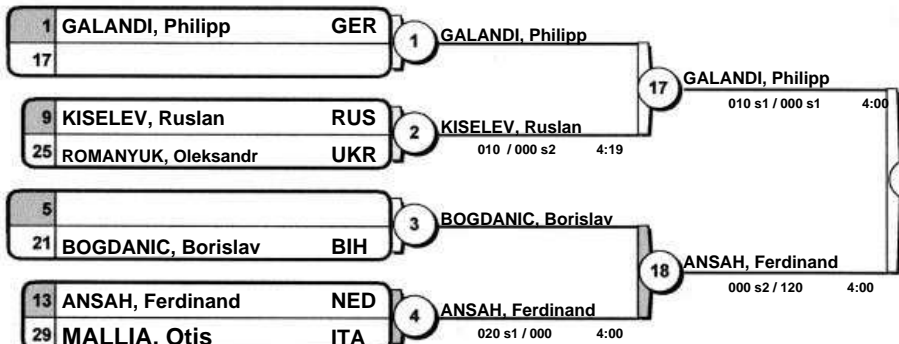 1 GALANDI, Philipp GER
17
1 GALANDI, Philipp
9 KISELEV, Ruslan RUS
25 ROMANYUK, Oleksandr UKR
2 KISELEV, Ruslan
010 / 000 s2 4:19
17 GALANDI, Philipp
010 s1 / 000 s1 4:00
5
21 BOGDANIC, Borislav BIH
3 BOGDANIC, Borislav
13 ANSAH, Ferdinand NED
29 MALLIA, Otis ITA
4 ANSAH, Ferdinand
020 s1 / 000 4:00
18 ANSAH, Ferdinand
000 s2 / 120 4:00